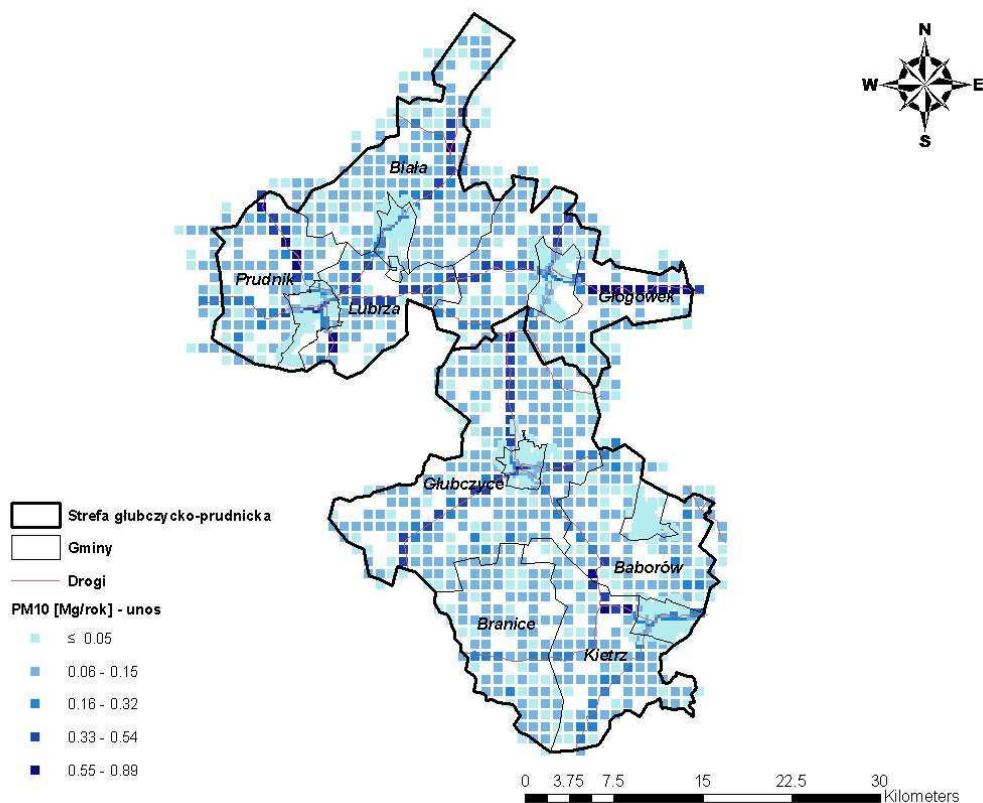 N
W E
S
Biała
Prudnik
Lubrza
Głogówek
Głubczyce
Baborów
Branice
Kietrz
Strefa głubczycko-prudnicka
Gminy
Drogi
PM10 [Mg/rok] - unos
≤ 0.05
0.06 - 0.15
0.16 - 0.32
0.33 - 0.54
0.55 - 0.89
0 3.75 7.5 15 22.5 30
Kilometers